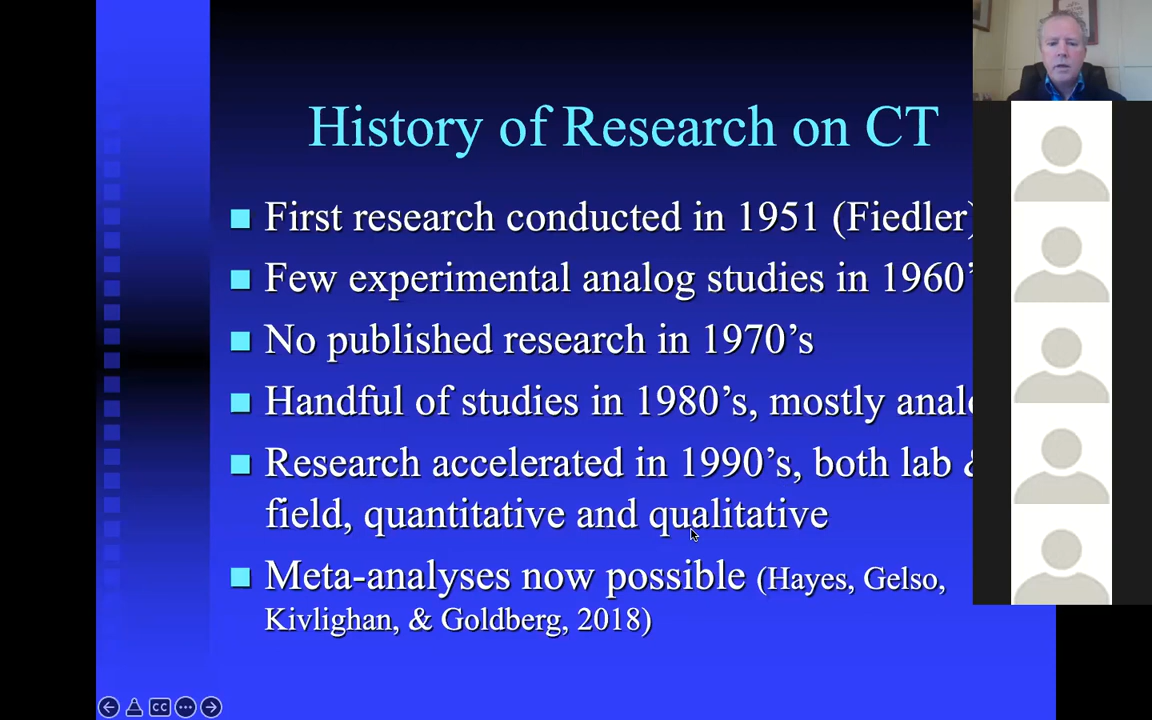 History of Research on CT
First research conducted in 1951 (Fiedler)
Few experimental analog studies in 1960’
No published research in 1970’s
Handful of studies in 1980’s, mostly
Research accelerated in 1990’s, both lab &
field, quantitative and qualitative
Meta-analyses now possible (Hayes, Gelso,
Kivlighan, & Goldberg, 2018)
CC